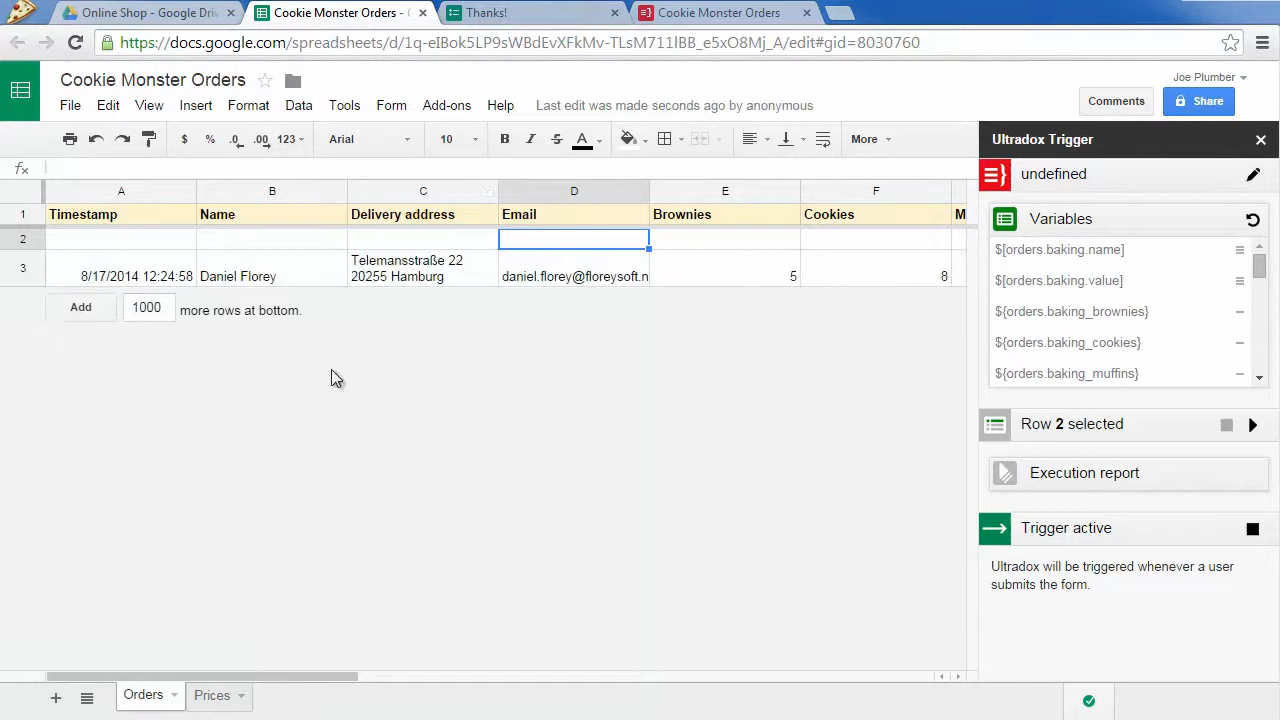 Online Shop - Google Driv
Cookie Monster Orders - G
Thanks!
Cookie Monster Orders
https://docs.google.com/spreadsheets/d/1q-eIBok5LP9sWBdEvXFkMv-TLsM711lBB_e5xO8Mj_A/edit#gid=8030760
Cookie Monster Orders
Joe Plumber
File Edit View Insert Format Data Tools Form Add-ons Help Last edit was made seconds ago by anonymous
Comments
Share
$ % .0 .00 123 Arial 10 B I S A More
Ultradox Trigger
fx
undefined
A B C D E F
1 Timestamp Name Delivery address Email Brownies Cookies M
2
3 8/17/2014 12:24:58 Daniel Florey Telemansstraße 22
20255 Hamburg daniel.florey@floreysoft.n 5 8
Add 1000 more rows at bottom.
Variables
$[orders.baking.name]
$[orders.baking.value]
${orders.baking_brownies}
${orders.baking_cookies}
${orders.baking_muffins}
Row 2 selected
Execution report
Trigger active
Ultradox will be triggered whenever a user
submits the form.
Orders
Prices